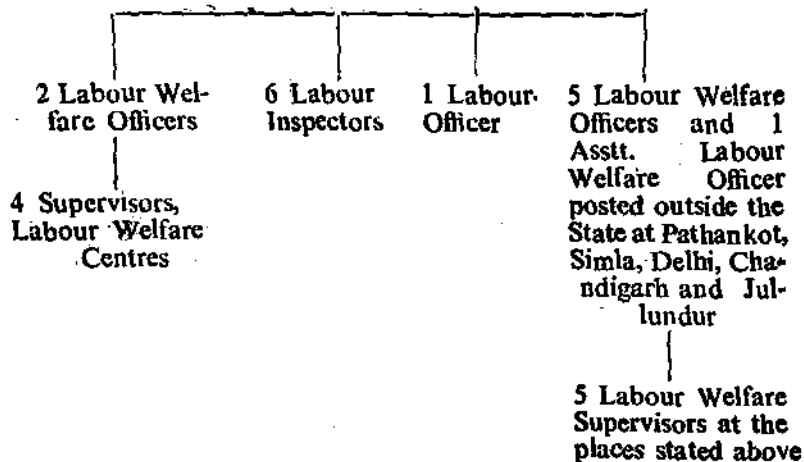 2 Labour Wel-
fare Officers
4 Supervisors,
Labour Welfare
Centres
6 Labour
Inspectors
1 Labour
Officer
5 Labour Welfare
Officers and 1
Asstt. Labour
Welfare Officer
posted outside the
State at Pathankot,
Simla, Delhi, Cha-
ndigarh and Jul-
lundur
5 Labour Welfare
Supervisors at the
places stated above